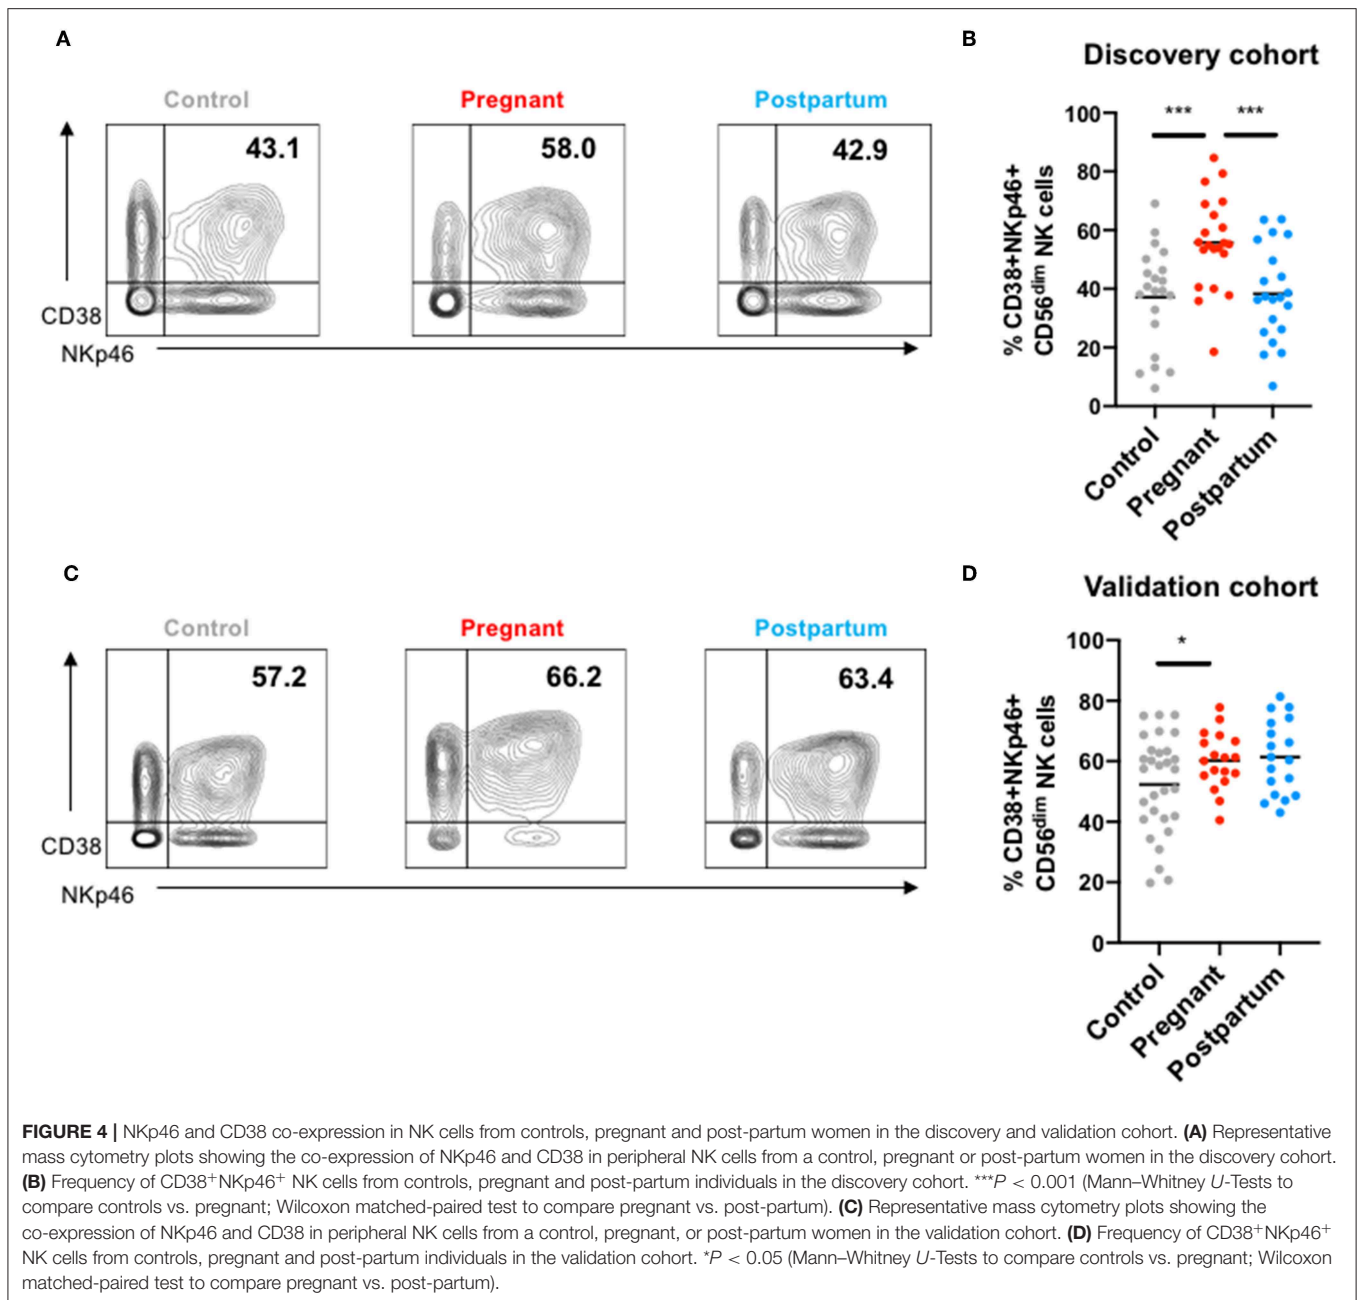 A
Control
Pregnant
Postpartum
43.1
58.0
42.9
CD38
NKp46
B
Discovery cohort
***
***
100
80
60
40
20
0
% CD38+NKp46+
CD56dim NK cells
Control
Pregnant
Postpartum
C
Control
Pregnant
Postpartum
57.2
66.2
63.4
CD38
NKp46
D
Validation cohort
*
100
80
60
40
20
0
% CD38+NKp46+
CD56dim NK cells
Control
Pregnant
Postpartum
FIGURE 4 | NKp46 and CD38 co-expression in NK cells from controls, pregnant and post-partum women in the discovery and validation cohort. (A) Representative
mass cytometry plots showing the co-expression of NKp46 and CD38 in peripheral NK cells from a control, pregnant or post-partum women in the discovery cohort.
(B) Frequency of CD38+NKp46+ NK cells from controls, pregnant and post-partum individuals in the discovery cohort. ***P < 0.001 (Mann–Whitney U-Tests to
compare controls vs. pregnant; Wilcoxon matched-paired test to compare pregnant vs. post-partum). (C) Representative mass cytometry plots showing the
co-expression of NKp46 and CD38 in peripheral NK cells from a control, pregnant, or post-partum women in the validation cohort. (D) Frequency of CD38+NKp46+
NK cells from controls, pregnant and post-partum individuals in the validation cohort. *P < 0.05 (Mann–Whitney U-Tests to compare controls vs. pregnant; Wilcoxon
matched-paired test to compare pregnant vs. post-partum).